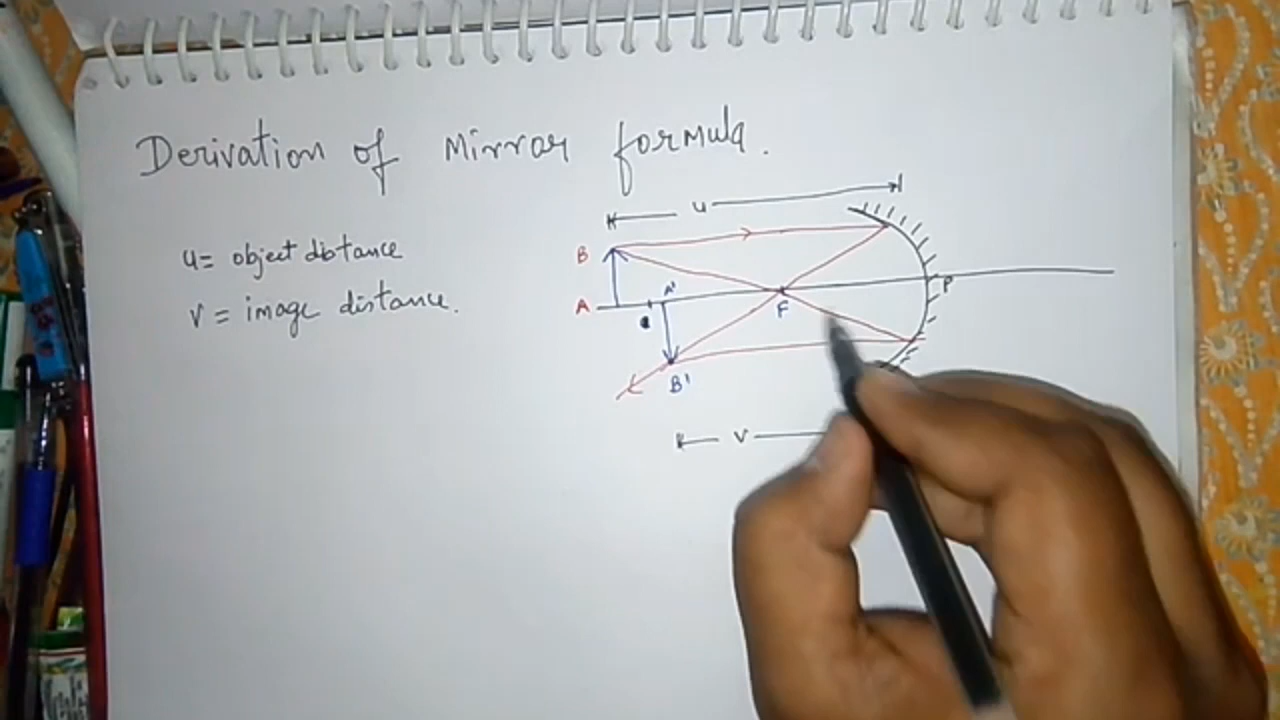 Derivation of Mirror formula.
u
u = object distance
B
A A' P
v = image distance.
F
B'
v